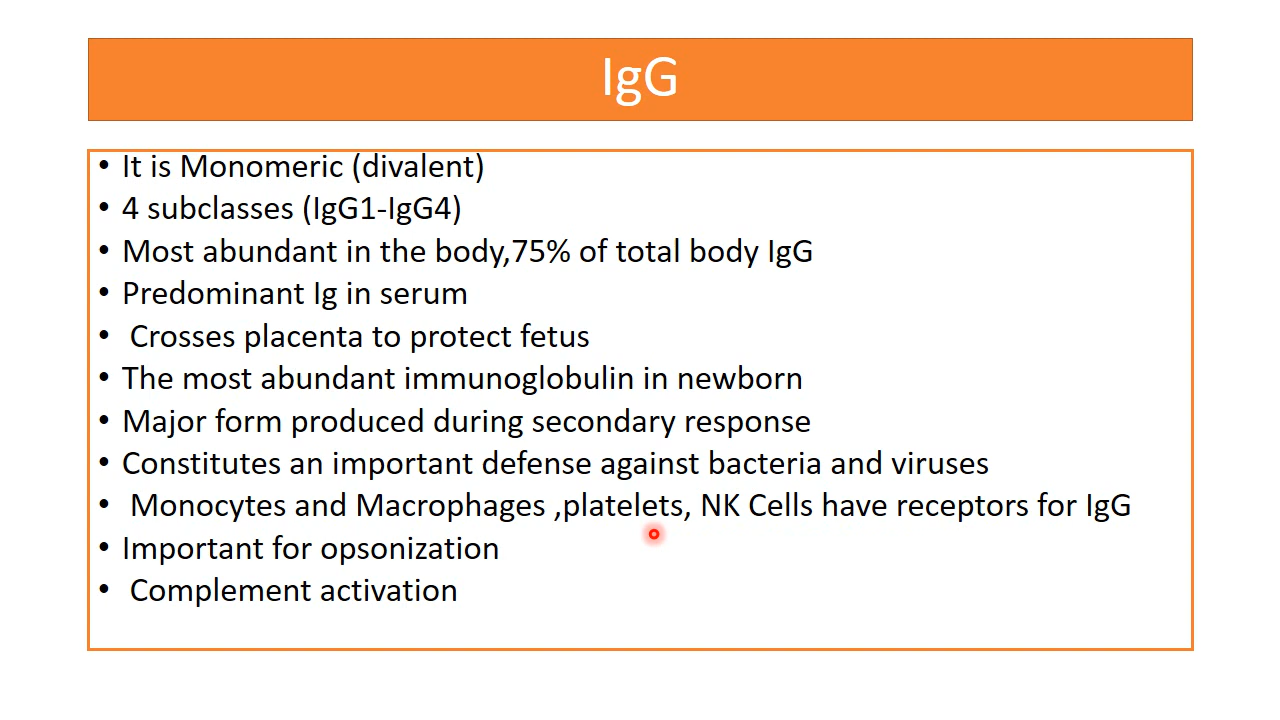 IgG
• It is Monomeric (divalent)
• 4 subclasses (IgG1-IgG4)
• Most abundant in the body,75% of total body IgG
• Predominant Ig in serum
• Crosses placenta to protect fetus
• The most abundant immunoglobulin in newborn
• Major form produced during secondary response
• Constitutes an important defense against bacteria and viruses
• Monocytes and Macrophages ,platelets, NK Cells have receptors for IgG
• Important for opsonization
• Complement activation